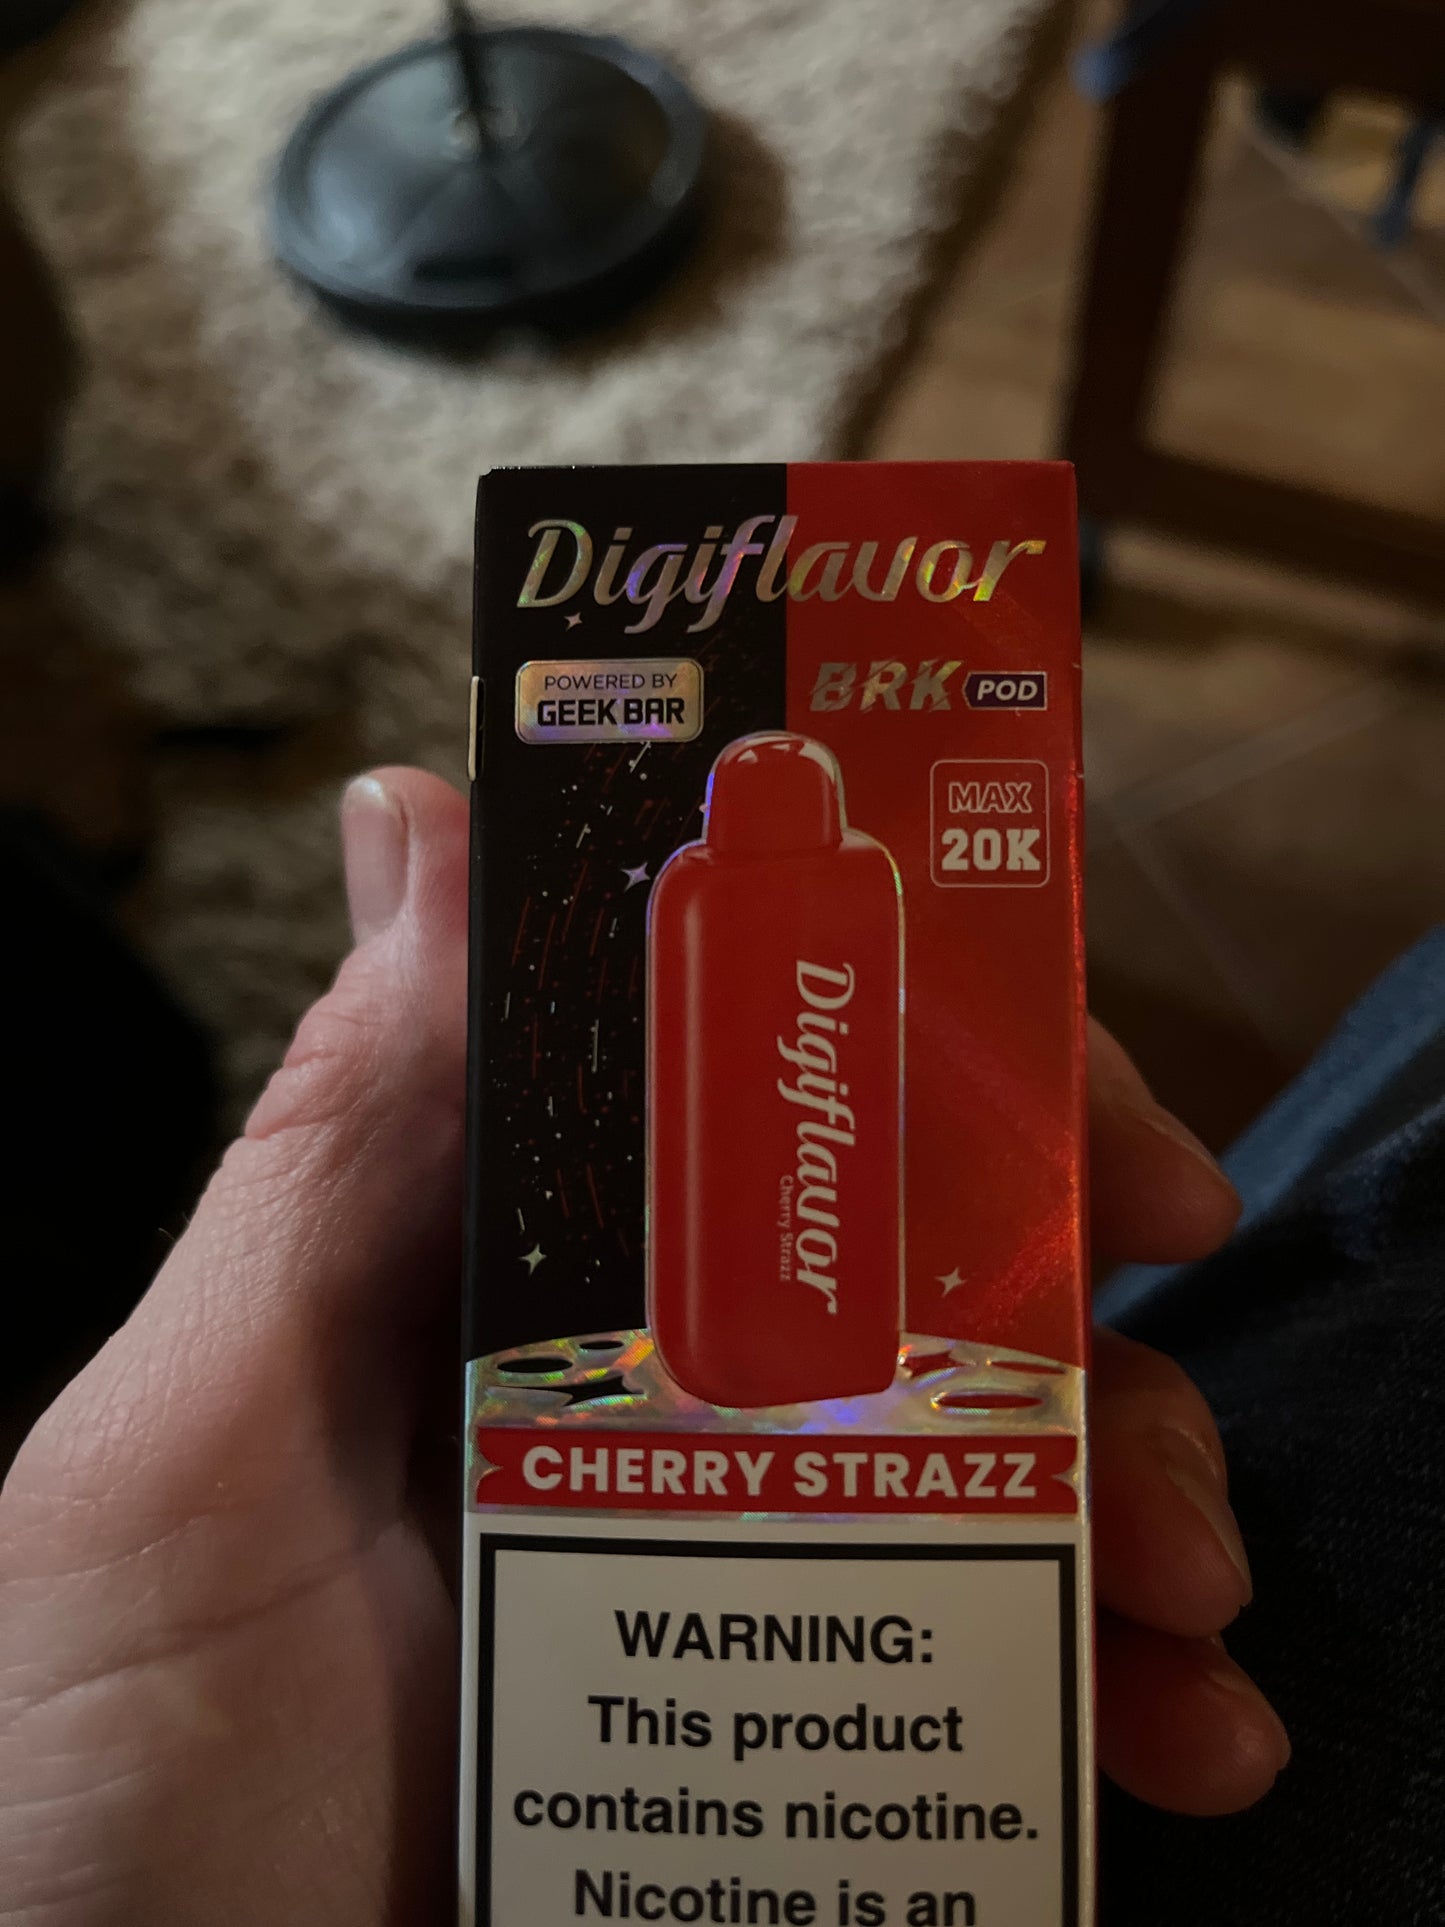 Digiflavor
POWERED BY
GEEK BAR
BRK POD
MAX
20K
Digiflavor
Cherry Strazz
CHERRY STRAZZ
WARNING:
This product
contains nicotine.
Nicotine is an